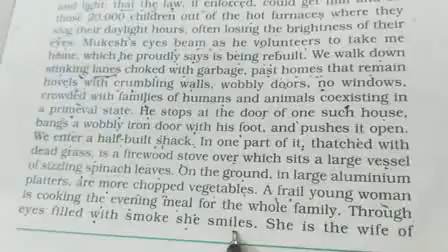 and light, that the law, if enforced, could get him and
those 20,000 children out of the hot furnaces where they
slog their daylight hours, often losing the brightness of their
eyes. Mukesh's eyes beam as he volunteers to take me
home, which he proudly says is being rebuilt. We walk down
stinking lanes choked with garbage, past homes that remain
hovels with crumbling walls, wobbly doors, no windows,
crowded with families of humans and animals coexisting in
a primeval state. He stops at the door of one such house,
bangs a wobbly iron door with his foot, and pushes it open.
We enter a half-built shack. In one part of it, thatched with
dead grass, is a firewood stove over which sits a large vessel
of sizzling spinach leaves. On the ground, in large aluminium
platters, are more chopped vegetables. A frail young woman
is cooking the evening meal for the whole family. Through
eyes filled with smoke she smiles. She is the wife of